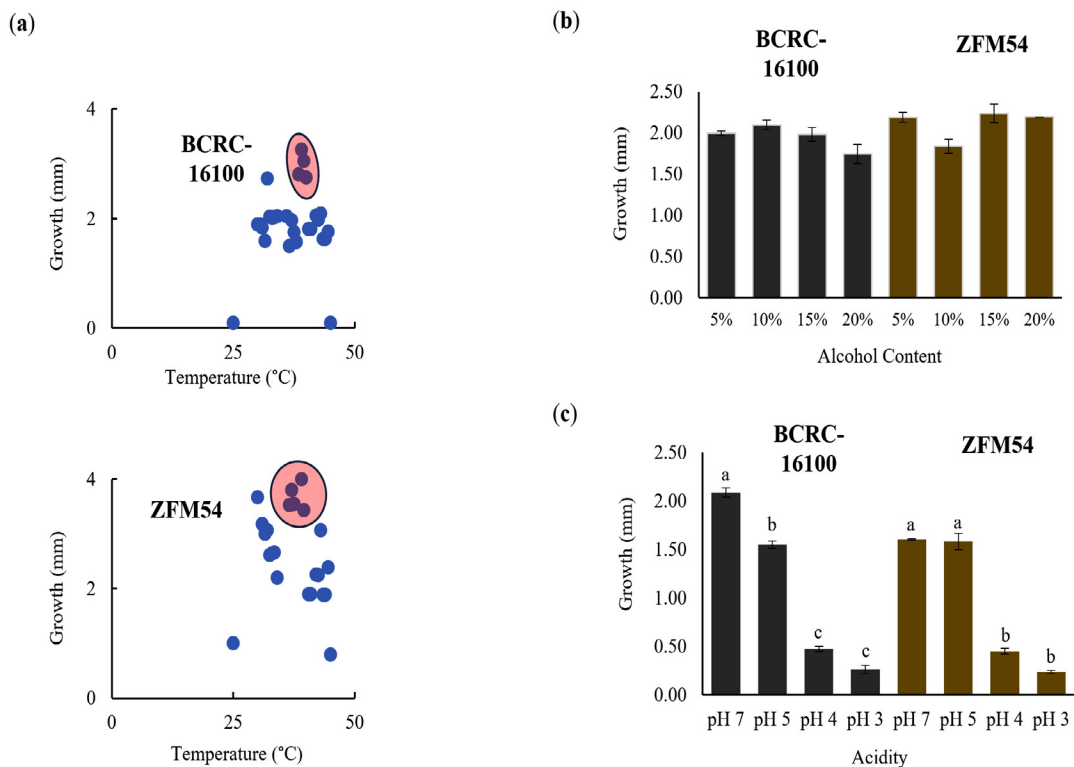 (a)
4
BCRC-
16100
Growth (mm)
2
0
0
25
50
Temperature (°C)
4
ZFM54
Growth (mm)
2
0
0
25
50
Temperature (°C)
(b)
BCRC-
16100
ZFM54
2.50
2.00
1.50
1.00
0.50
0.00
Growth (mm)
5% 10% 15% 20% 5% 10% 15% 20%
Alcohol Content
(c)
BCRC-
16100
ZFM54
2.50
2.00
1.50
1.00
0.50
0.00
Growth (mm)
a b c c a a b b
pH 7 pH 5 pH 4 pH 3 pH 7 pH 5 pH 4 pH 3
Acidity